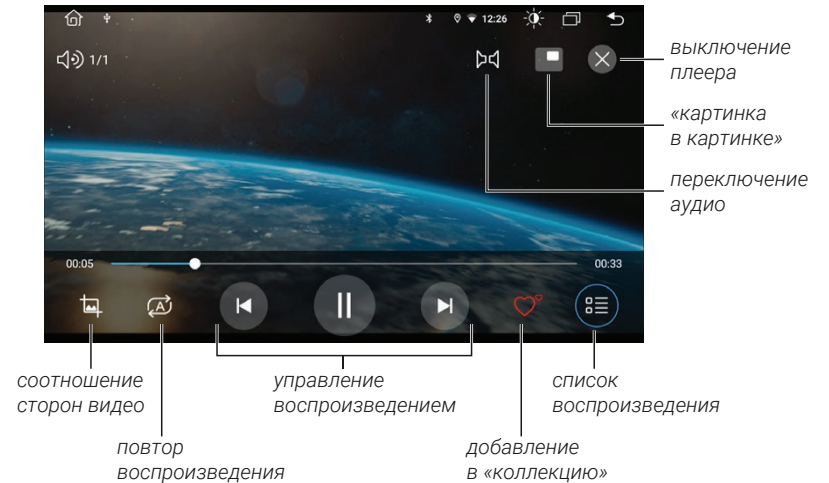 12:26
1/1
выключение
плеера
«картинка
в картинке»
переключение
аудио
00:05
00:33
A
соотношение
сторон видео
управление
воспроизведением
список
воспроизведения
повтор
воспроизведения
добавление
в «коллекцию»